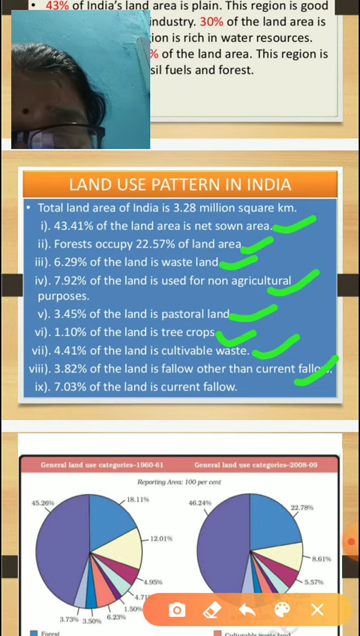 • 43% of India's land area is plain. This region is good
industry. 30% of the land area is
is rich in water resources.
% of the land area. This region is
fuels and forest.
LAND USE PATTERN IN INDIA
• Total land area of India is 3.28 million square km.
i). 43.41% of the land area is net sown area.
ii). Forests occupy 22.57% of land area
iii). 6.29% of the land is waste land
iv). 7.92% of the land is used for non agricultural
purposes.
v). 3.45% of the land is pastoral land
vi). 1.10% of the land is tree crops
vii). 4.41% of the land is cultivable waste.
viii). 3.82% of the land is fallow other than current
ix). 7.03% of the land is current fallow.
General land use categories-1960-61 General land use categories-2008-09
Reporting Area: 100 per cent
45.26% 18.11% 46.24% 22.78%
12.01% 8.61%
4.95% 5.57%
1.50%
3.73% 3.50% 6.23%
Forest